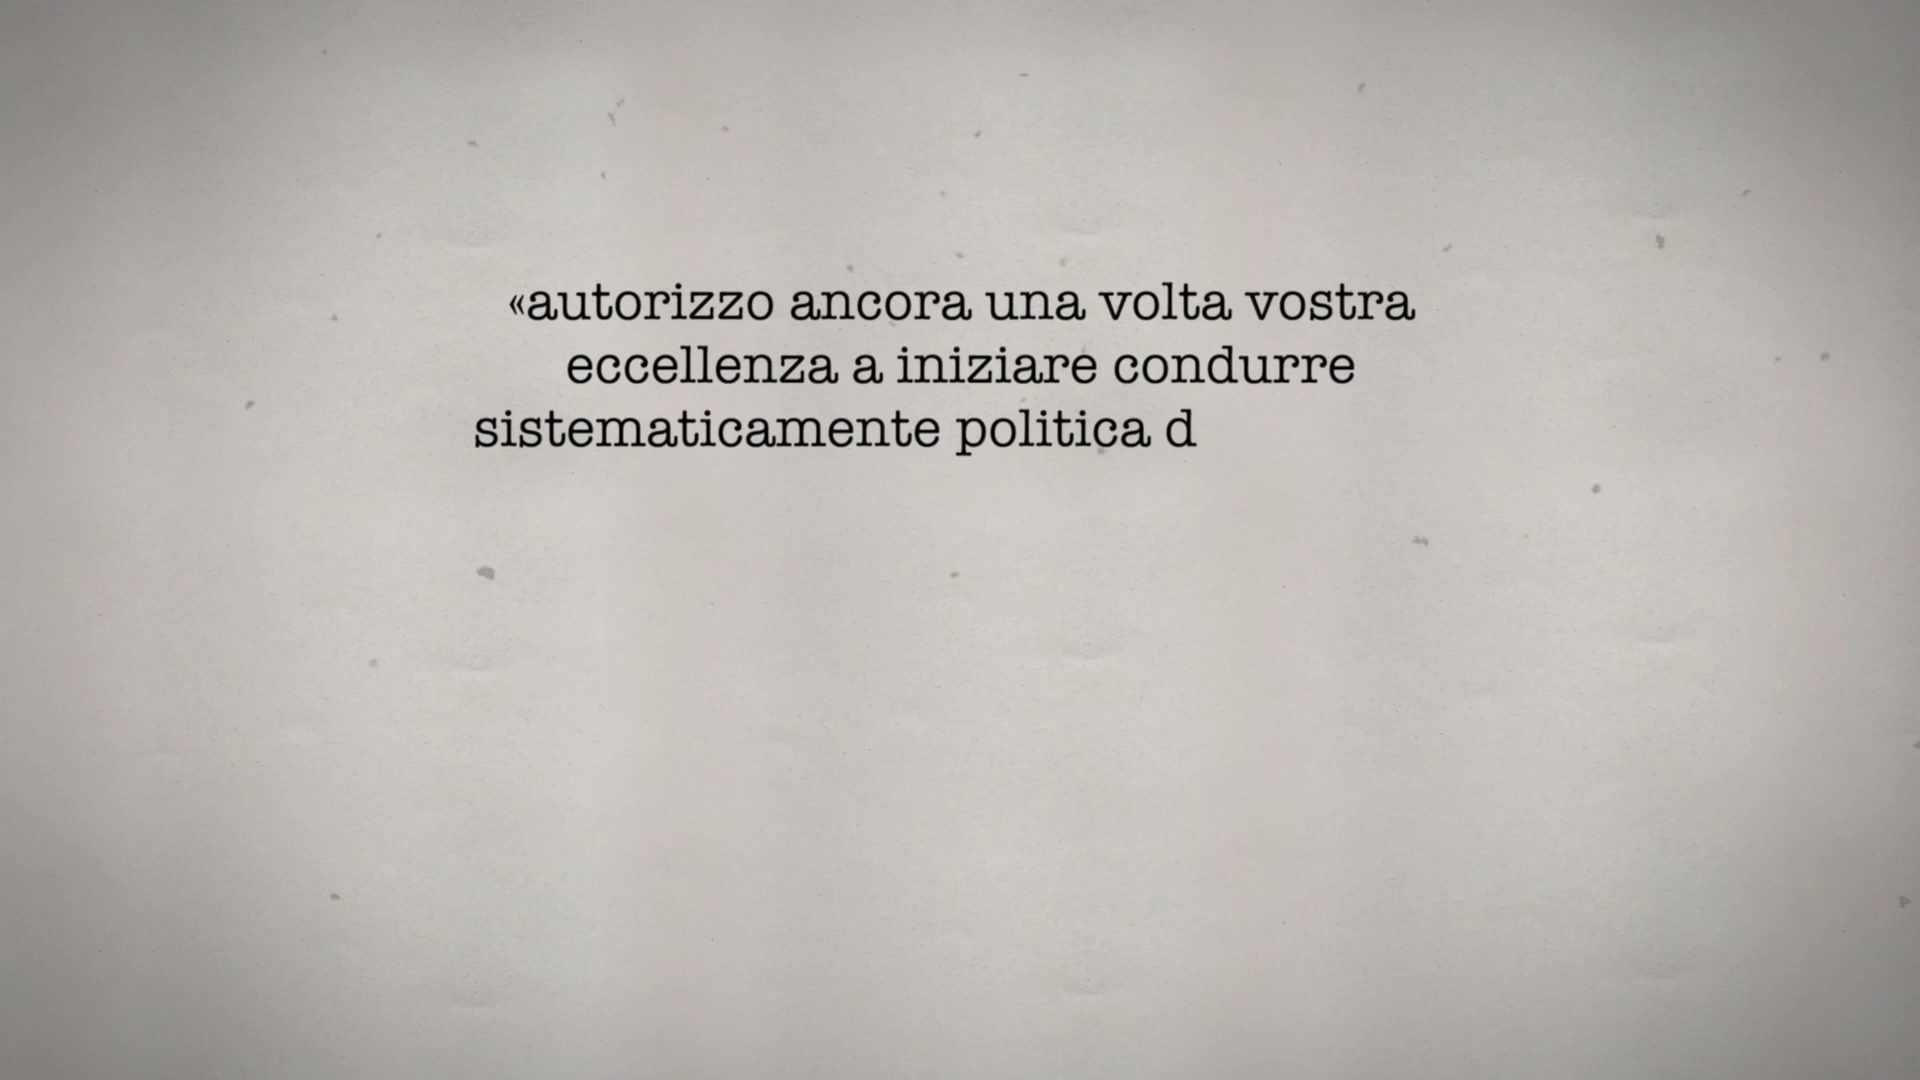 «autorizzo ancora una volta vostra
eccellenza a iniziare condurre
sistematicamente politica d